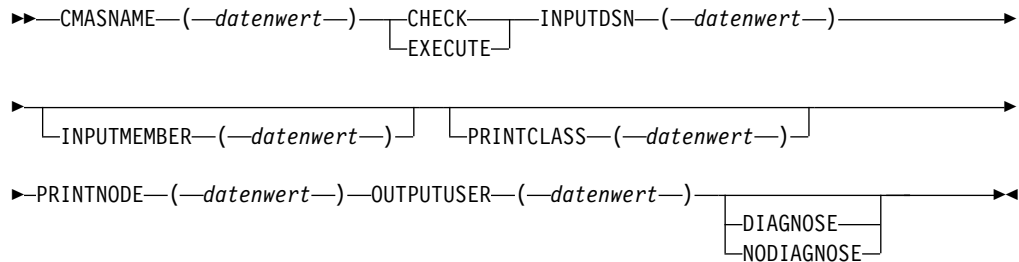 CMASNAME ( datenwert ) CHECK INPUTDSN ( datenwert )
EXECUTE
INPUTMEMBER ( datenwert ) PRINTCLASS ( datenwert )
PRINTNODE ( datenwert ) OUTPUTUSER ( datenwert )
DIAGNOSE
NODIAGNOSE